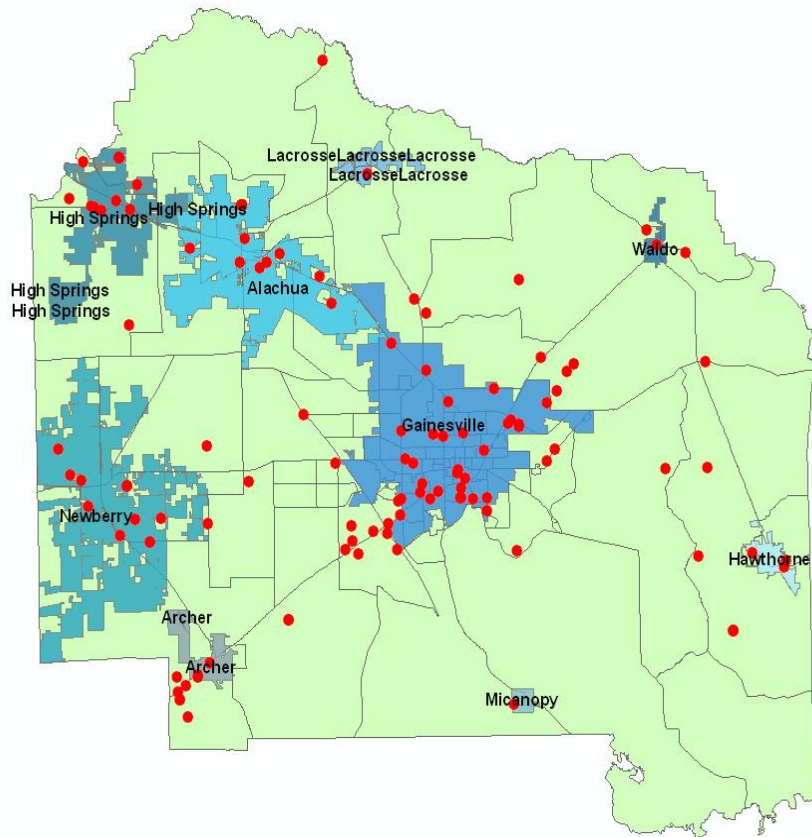 LacrosseLacrosseLacrosse
LacrosseLacrosse
High Springs
High Springs
Waldo
High Springs
High Springs
Alachua
Gainesville
Newberry
Hawthorne
Archer
Archer
Micanopy